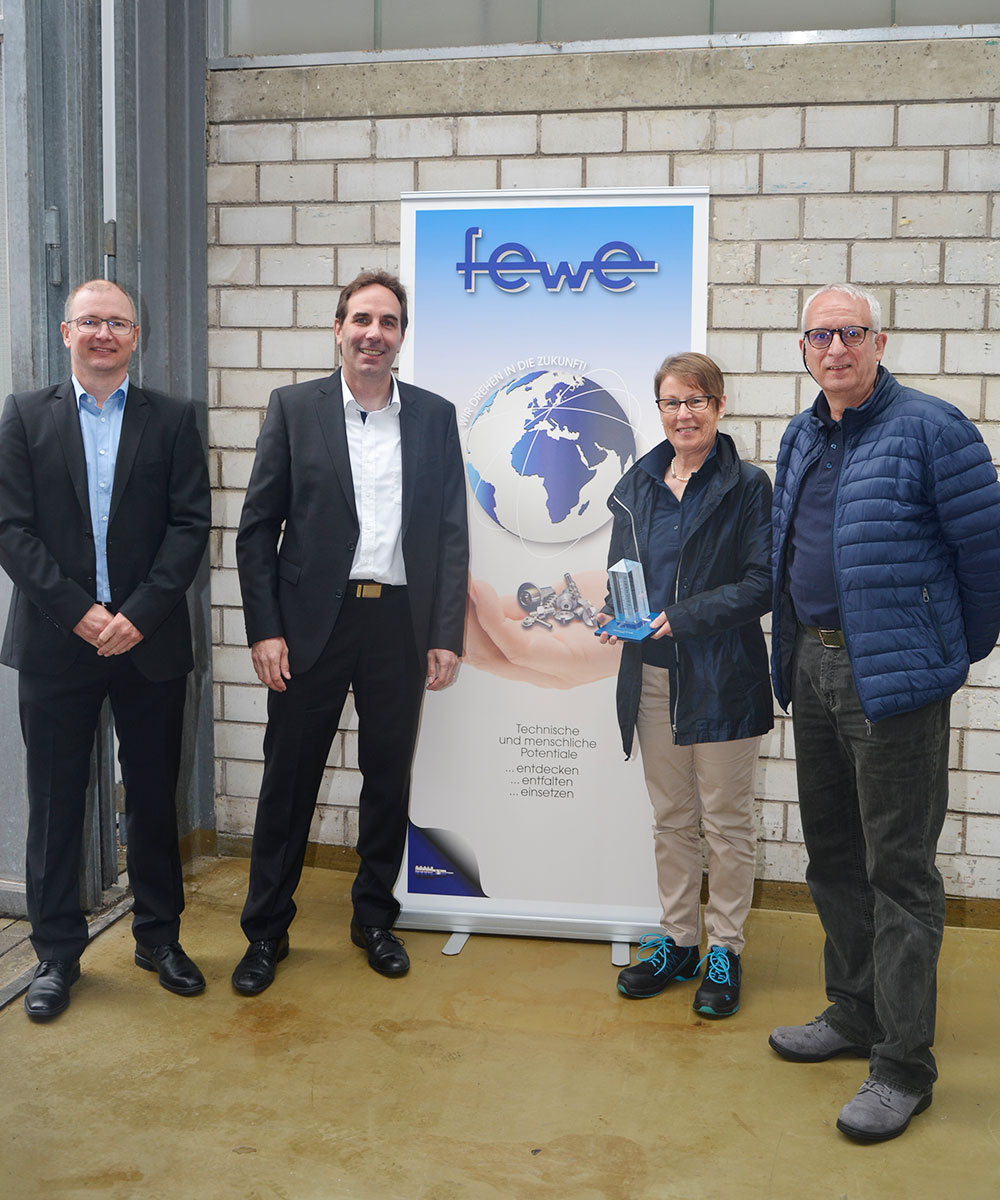 fewe
WIR DREHEN IN DIE ZUKUNFT!
Technische
und menschliche
Potentiale
... entdecken
... entfalten
... einsetzen